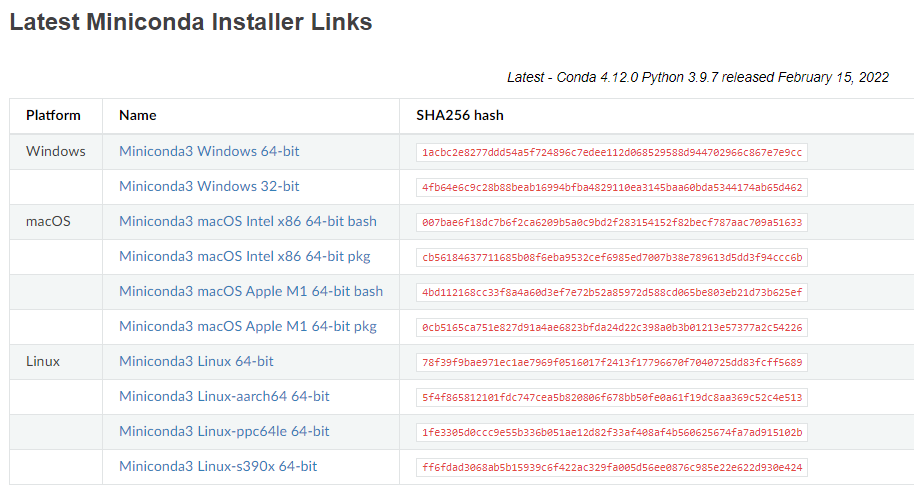 Latest Miniconda Installer Links
Latest - Conda 4.12.0 Python 3.9.7 released February 15, 2022
Platform Name SHA256 hash
Windows Miniconda3 Windows 64-bit 1acbc2e8277ddd54a5f724896c7edee112d068529588d944702966c867e7e9cc
Miniconda3 Windows 32-bit 4fb64e6c9c28b88beab16994bfba4829110ea3145baa60bda5344174ab65d462
macOS Miniconda3 macOS Intel x86 64-bit bash 007bae6f18dc7b6f2ca6209b5a0c9bd2f283154152f82becf787aac709a51633
Miniconda3 macOS Intel x86 64-bit pkg cb56184637711685b08f6eba9532cef6985ed7007b38e789613d5dd3f94ccc6b
Miniconda3 macOS Apple M1 64-bit bash 4bd112168cc33f8a4a60d3ef7e72b52a85972d588cd065be803eb21d73b625ef
Miniconda3 macOS Apple M1 64-bit pkg 0cb5165ca751e827d91a4ae6823bfda24d22c398a0b3b01213e57377a2c54226
Linux Miniconda3 Linux 64-bit 78f39f9bae971ec1ae7969f0516017f2413f17796670f7040725dd83fcff5689
Miniconda3 Linux-aarch64 64-bit 5f4f865812101fdc747cea5b820806f678bb50fe0a61f19dc8aa369c52c4e513
Miniconda3 Linux-ppc64le 64-bit 1fe3305d0ccc9e55b336b051ae12d82f33af408af4b560625674fa7ad915102b
Miniconda3 Linux-s390x 64-bit ff6fdad3068ab5b15939c6f422ac329fa005d56ee0876c985e22e622d930e424